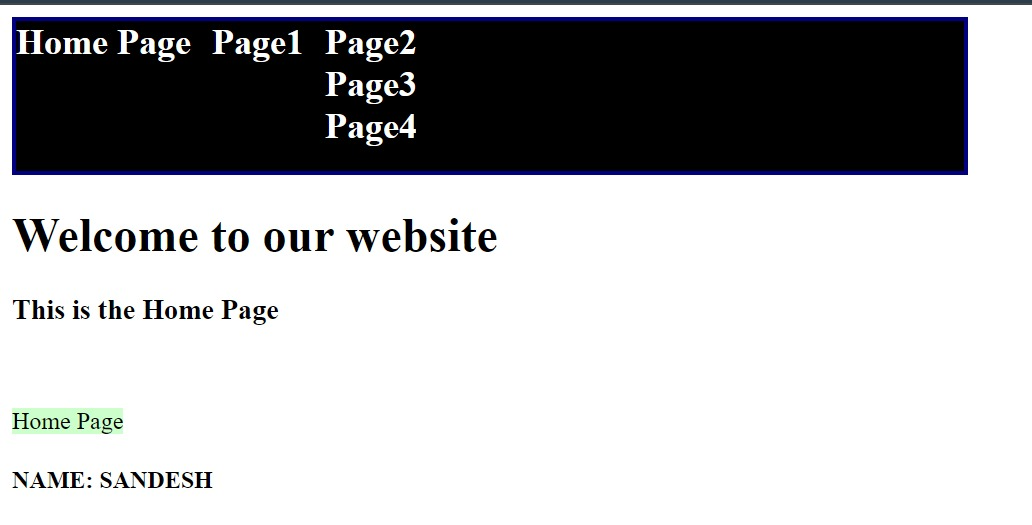 Home Page Page1 Page2
Page3
Page4
Welcome to our website
This is the Home Page
Home Page
NAME: SANDESH